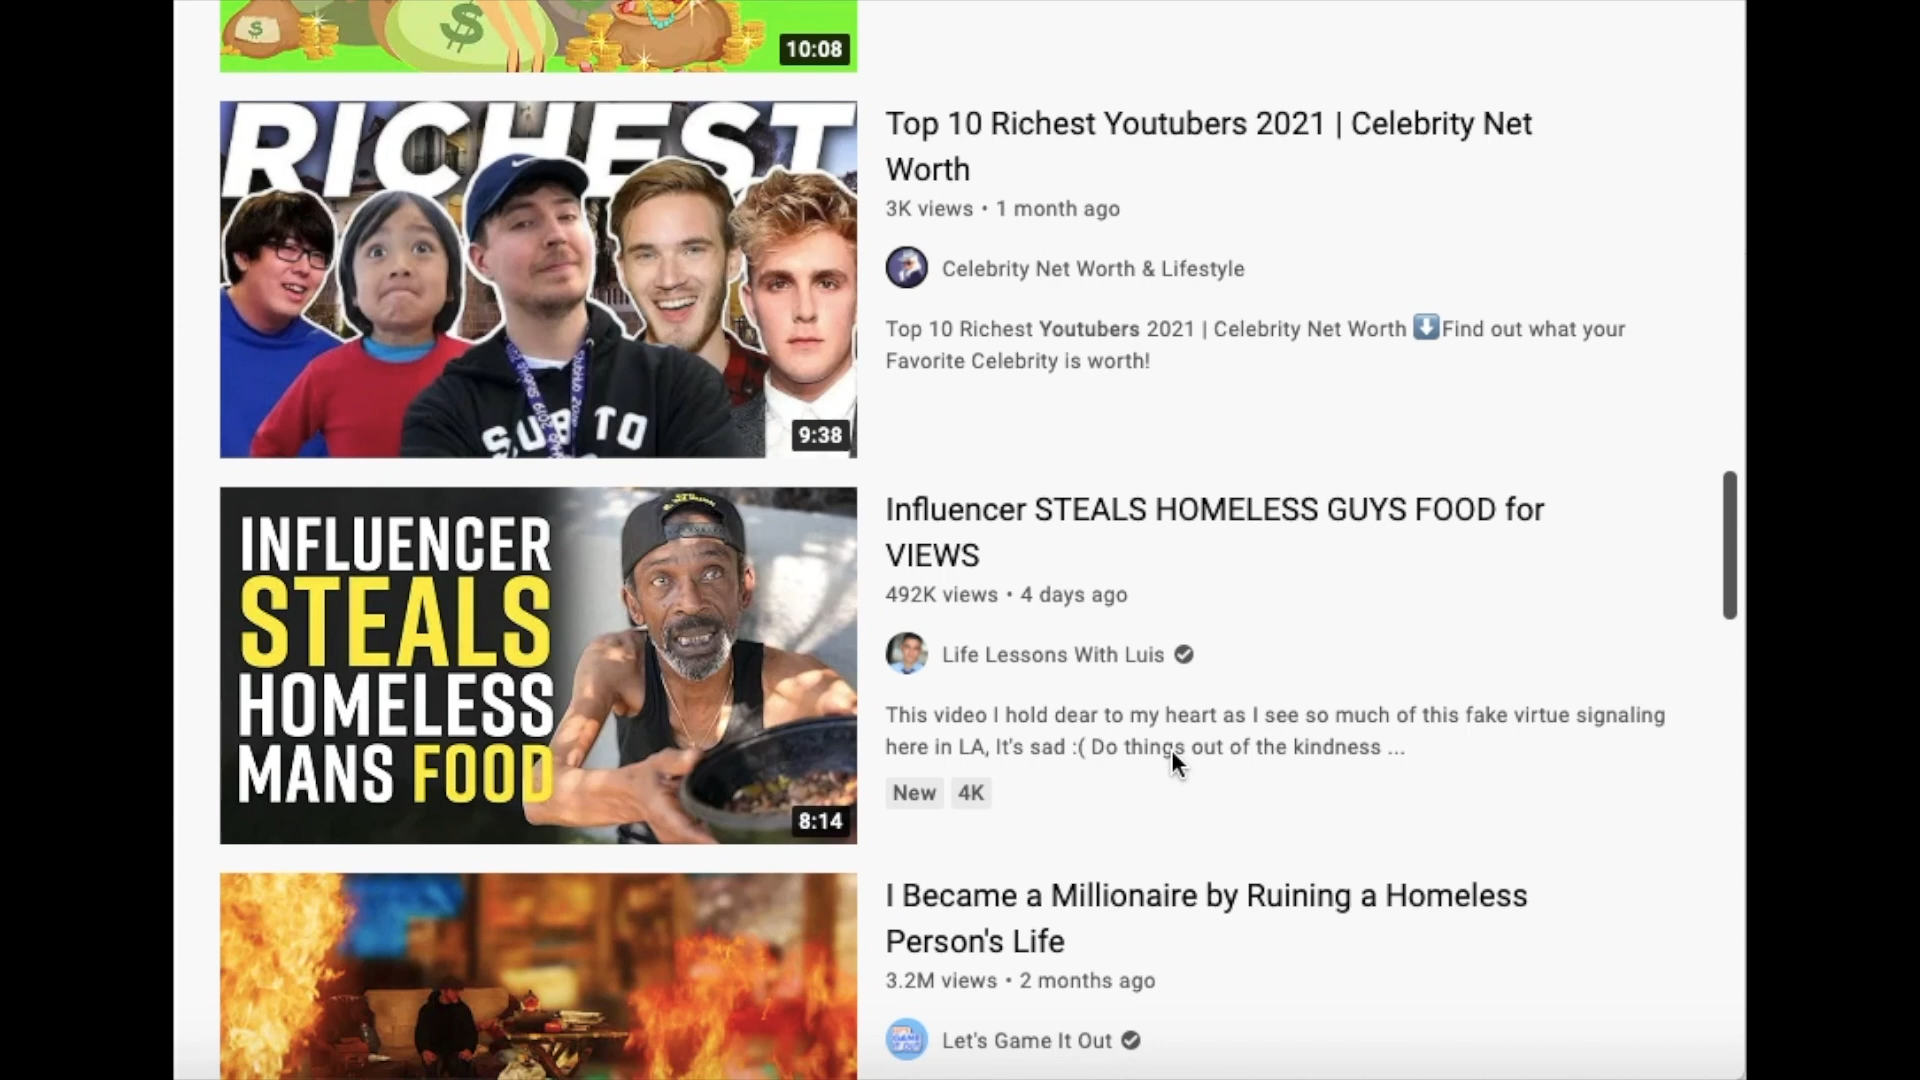 $
$
10:08
RICHEST
SUB TO
9:38
Top 10 Richest Youtubers 2021 | Celebrity Net
Worth
3K views • 1 month ago
Celebrity Net Worth & Lifestyle
Top 10 Richest Youtubers 2021 | Celebrity Net Worth ⬇️Find out what your
Favorite Celebrity is worth!
INFLUENCER
STEALS
HOMELESS
MANS FOOD
8:14
Influencer STEALS HOMELESS GUYS FOOD for
VIEWS
492K views • 4 days ago
Life Lessons With Luis
This video I hold dear to my heart as I see so much of this fake virtue signaling
here in LA, It's sad :( Do things out of the kindness ...
New 4K
I Became a Millionaire by Ruining a Homeless
Person's Life
3.2M views • 2 months ago
Let's Game It Out